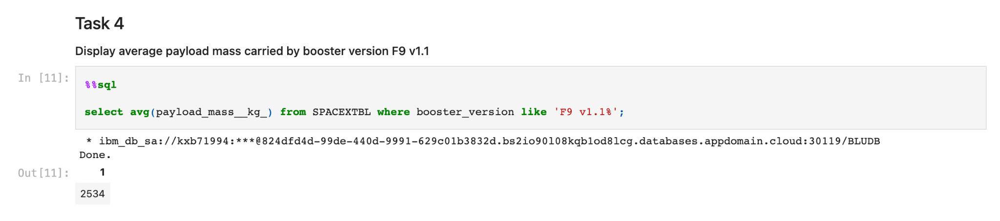 Task 4
Display average payload mass carried by booster version F9 v1.1
In [11]:
%%sql
select avg(payload_mass__kg_) from SPACEXTBL where booster_version like 'F9 v1.1%';
* ibm_db_sa://kxb71994:***@824dfd4d-99de-440d-9991-629c01b3832d.bs2io90l08kqb1od8lcg.databases.appdomain.cloud:30119/BLUDB
Done.
Out[11]:
1
2534